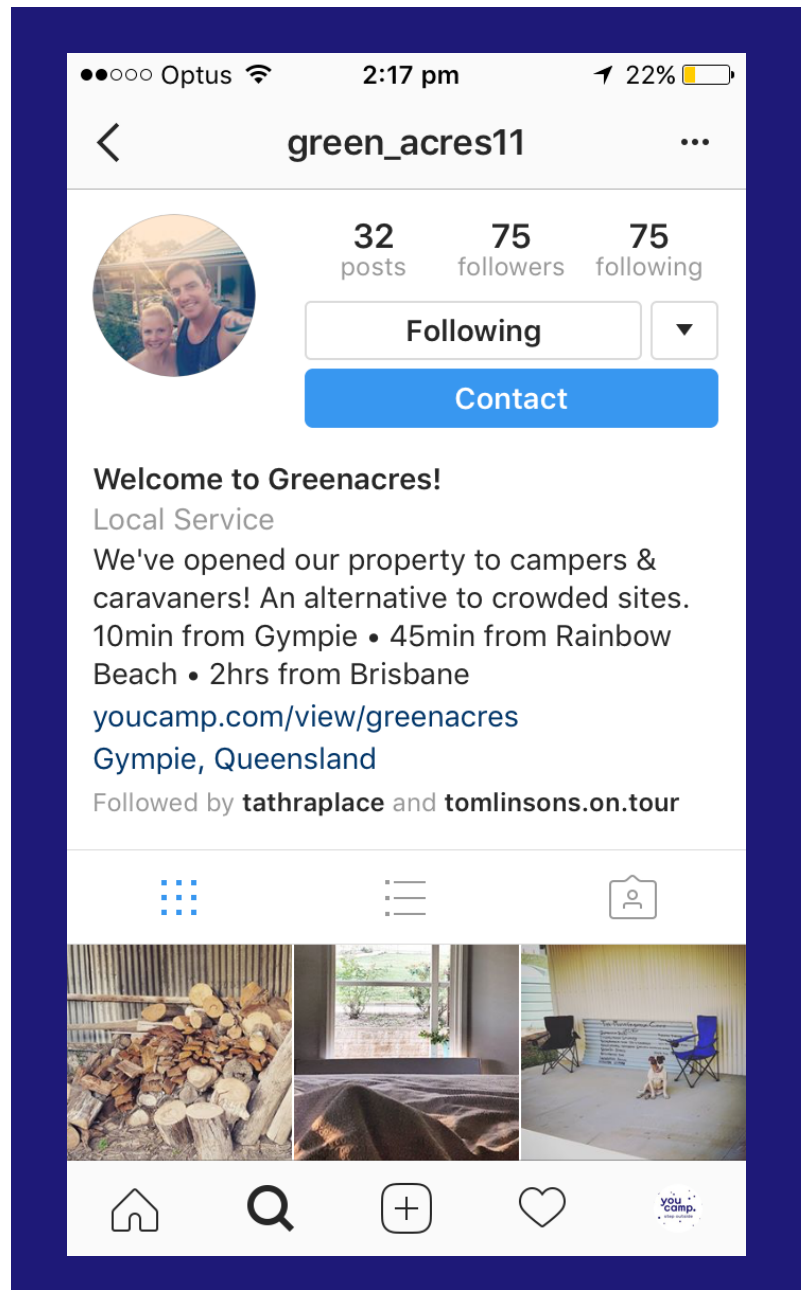 Optus 2:17 pm 22%
green_acres11
32 75 75
posts followers following
Following
Contact
Welcome to Greenacres!
Local Service
We've opened our property to campers &
caravaners! An alternative to crowded sites.
10min from Gympie • 45min from Rainbow
Beach • 2hrs from Brisbane
youcamp.com/view/greenacres
Gympie, Queensland
Followed by tathraplace and tomlinsons.on.tour
you
camp.